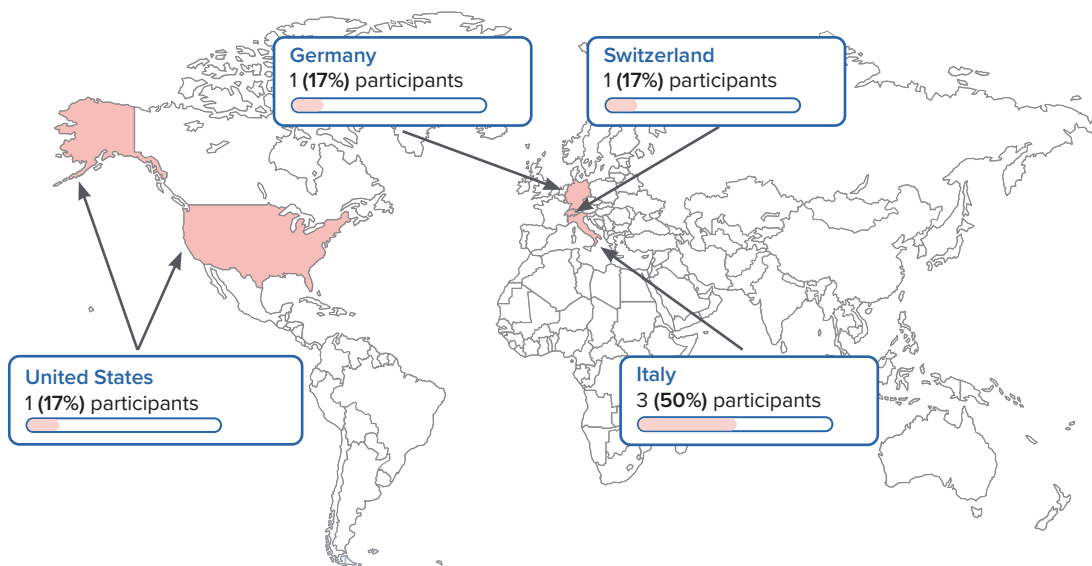 Germany
1 (17%) participants
Switzerland
1 (17%) participants
United States
1 (17%) participants
Italy
3 (50%) participants